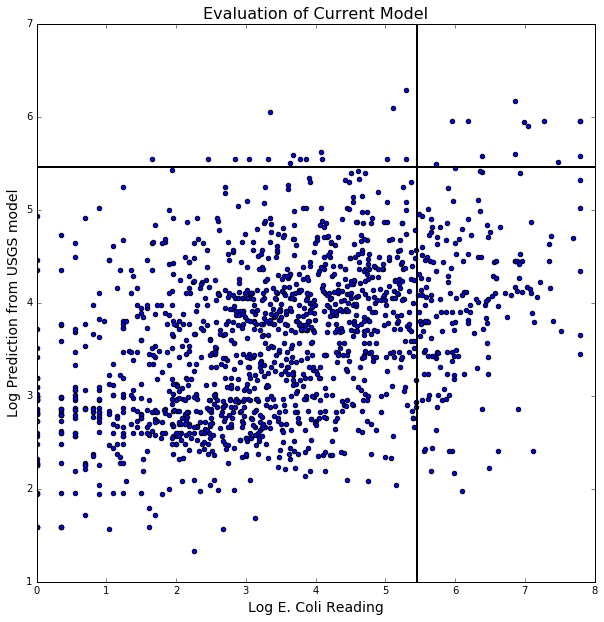 Evaluation of Current Model
7
6
5
4
3
2
1
Log Prediction from USGS model
0 1 2 3 4 5 6 7 8
Log E. Coli Reading